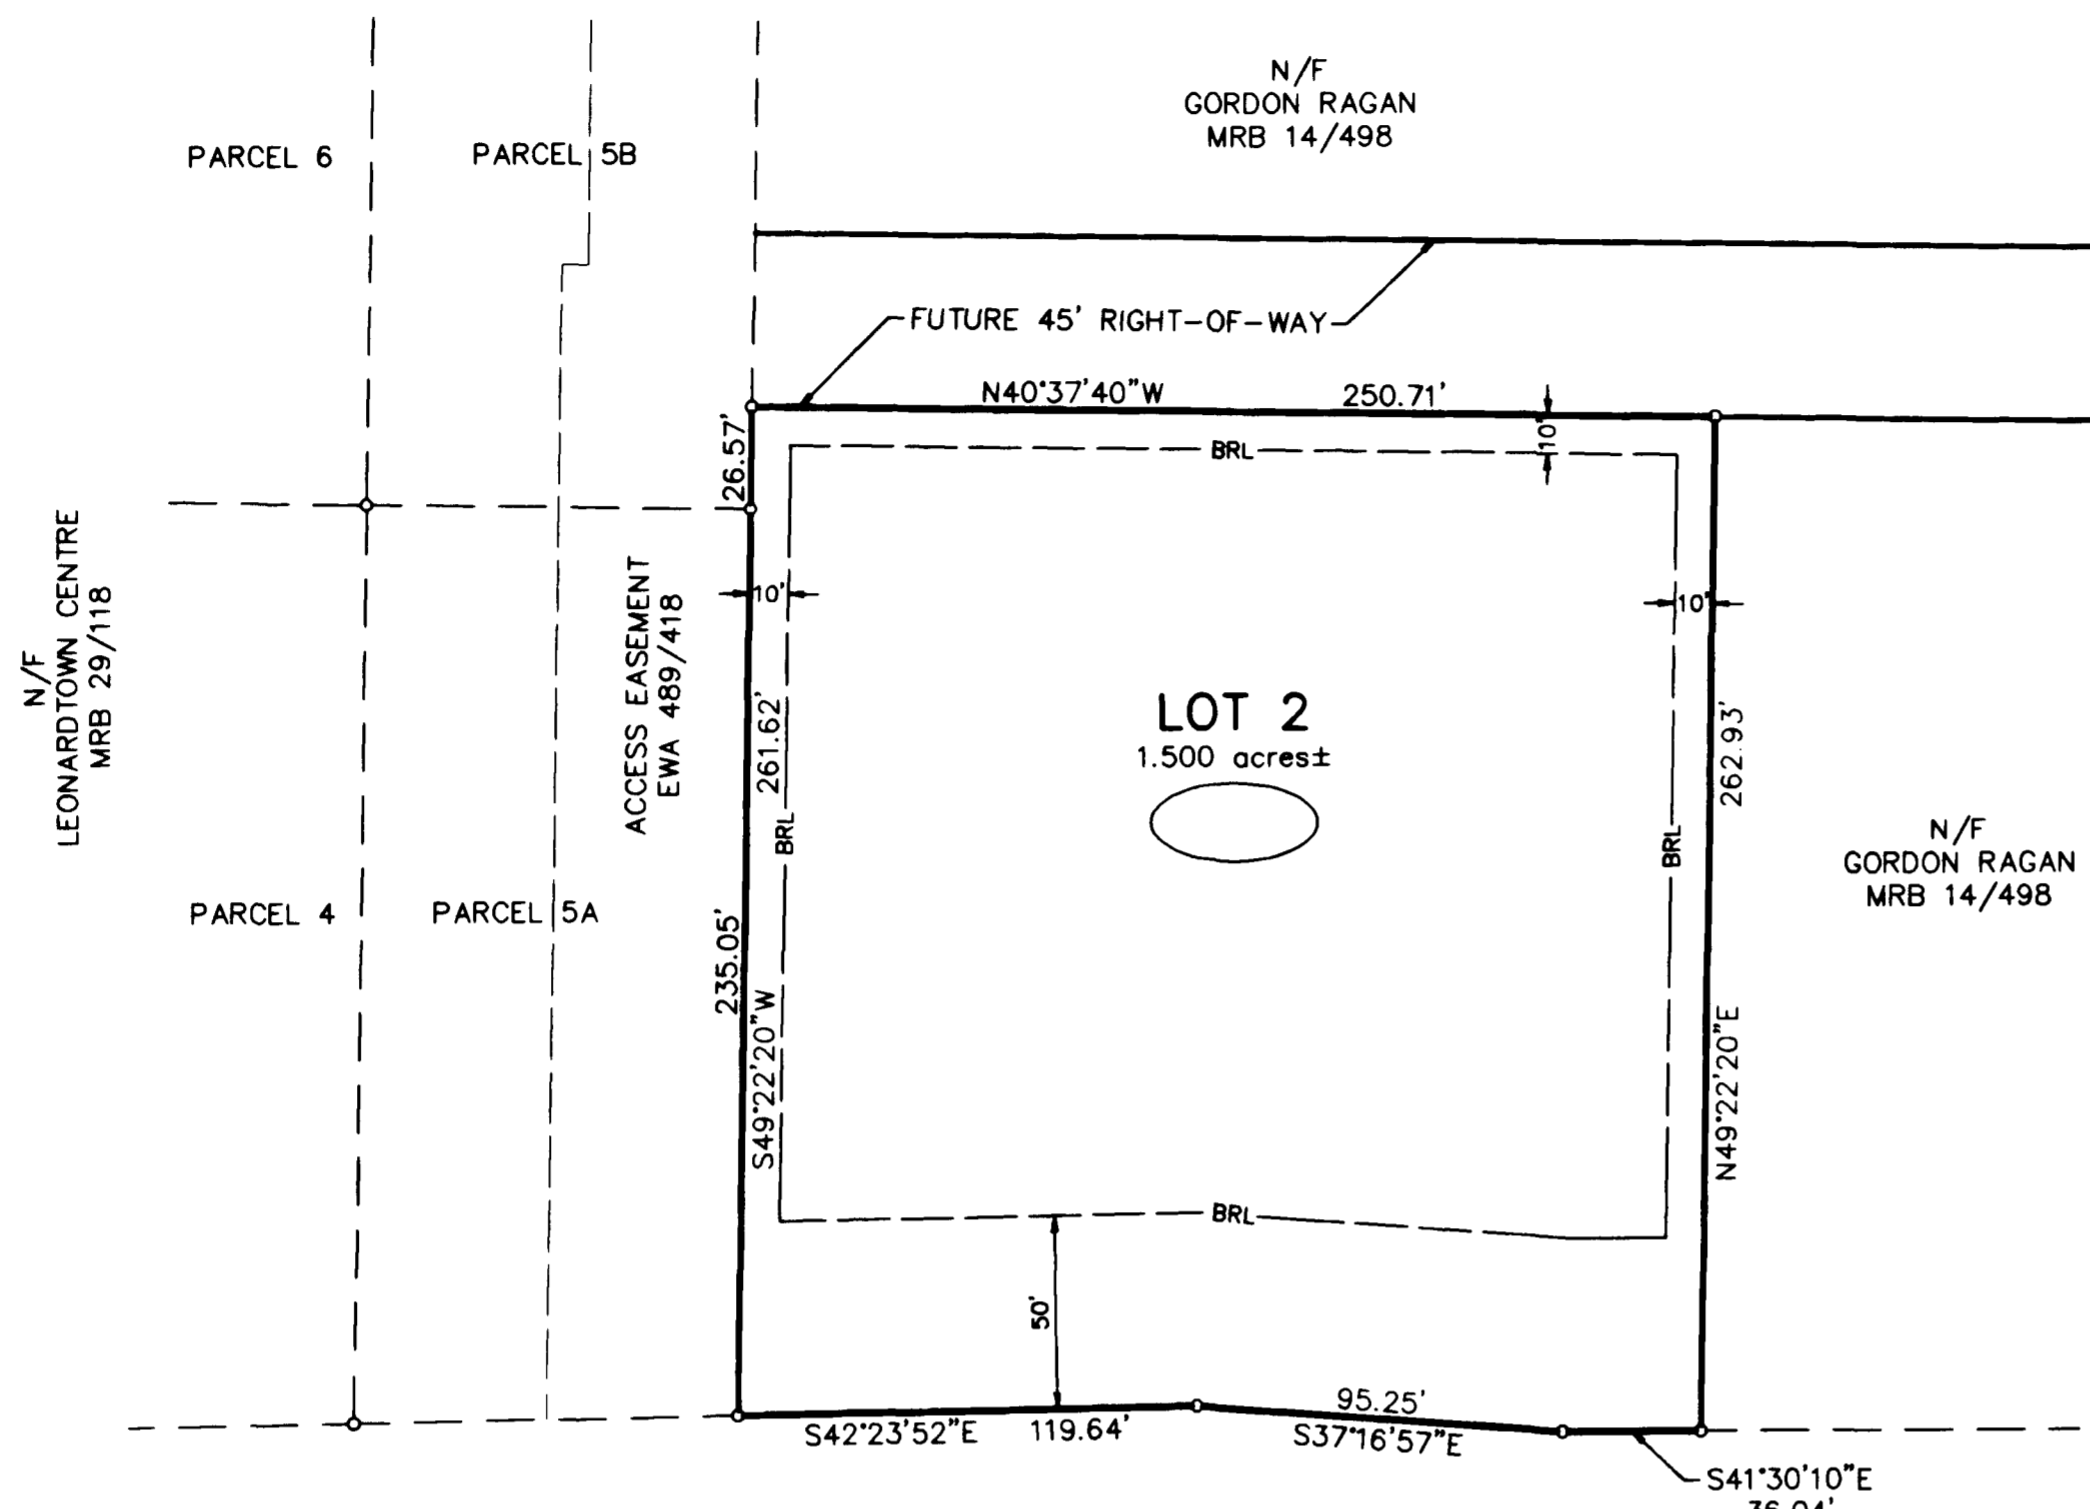 N/F
GORDON RAGAN
MRB 14/498
PARCEL 6
PARCEL 5B
FUTURE 45' RIGHT-OF-WAY
N40°37'40"W 250.71'
26.57'
BRL
10'
N/F
LEONARDTOWN CENTRE
MRB 29/118
ACCESS EASEMENT
EWA 489/418
10'
10'
LOT 2
1.500 acres±
261.62'
262.93'
BRL
BRL
N/F
GORDON RAGAN
MRB 14/498
PARCEL 4
PARCEL 5A
235.05'
S49°22'20"W
N49°22'20"E
BRL
50'
S42°23'52"E 119.64'
95.25'
S37°16'57"E
S41°30'10"E
36.04'